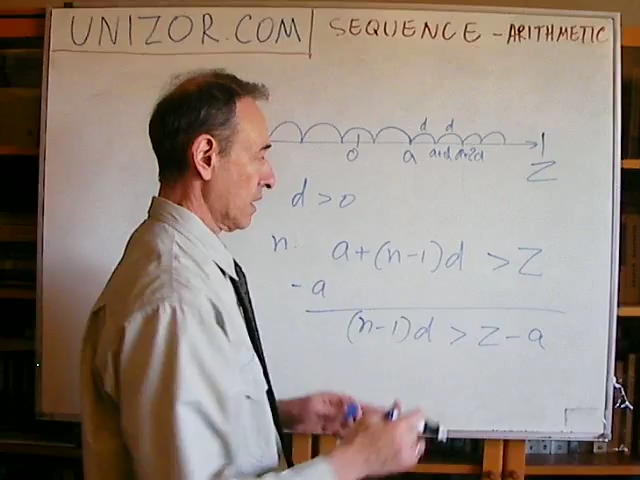 UNIZOR.COM | SEQUENCE - ARITHMETIC
d d
0 a a+d a+2d Z
d > 0
n: a+(n-1)d > Z
- a
(n-1)d > Z - a